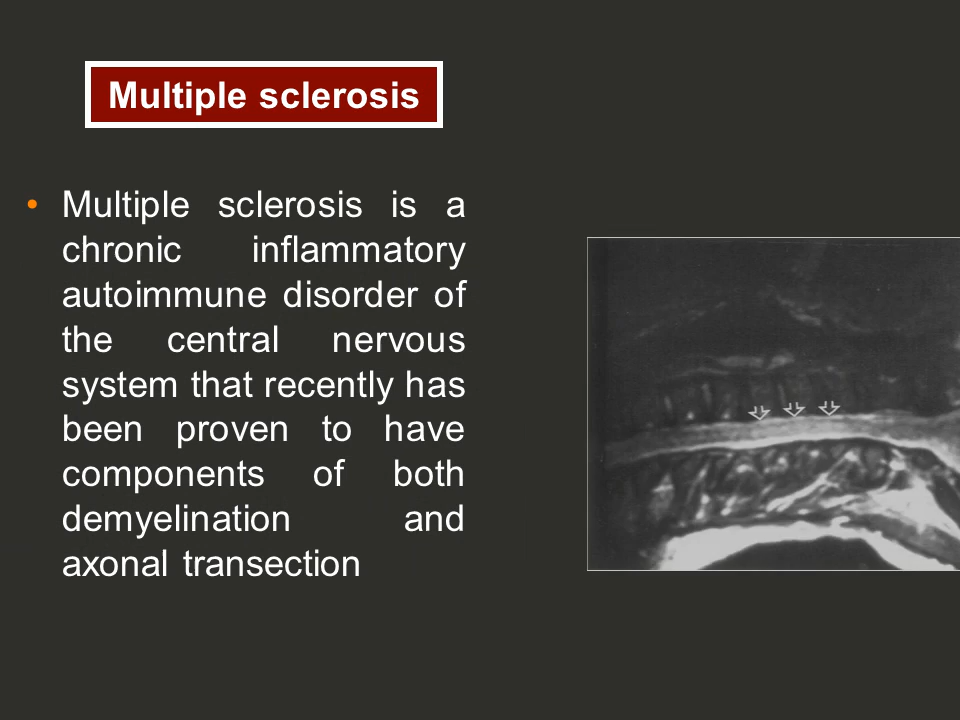 Multiple sclerosis
• Multiple sclerosis is a
chronic inflammatory
autoimmune disorder of
the central nervous
system that recently has
been proven to have
components of both
demyelination and
axonal transection